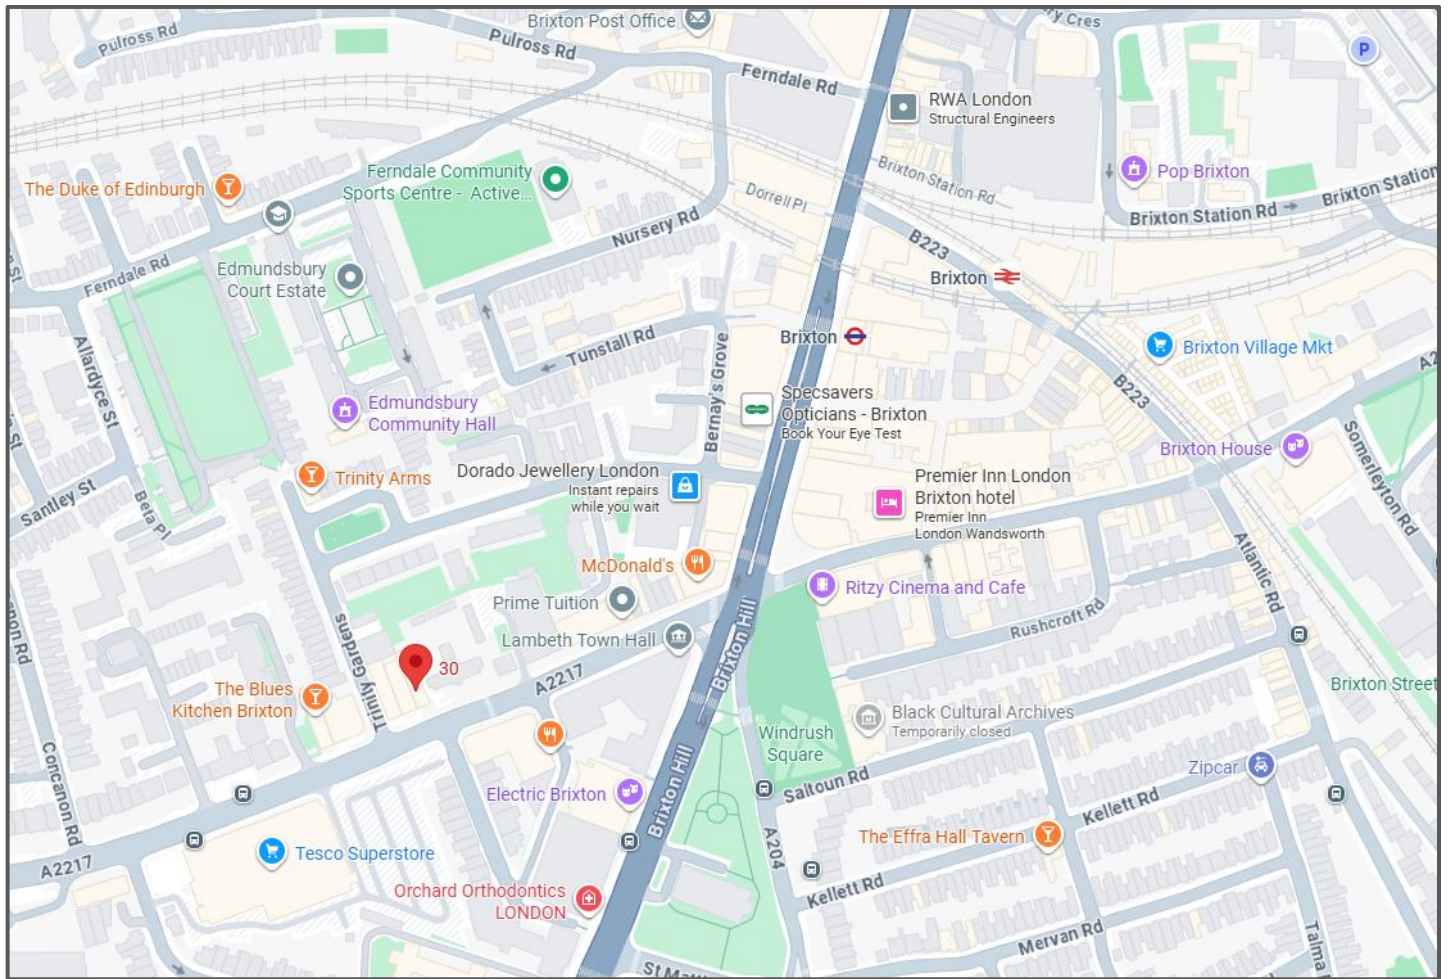 Brixton Post Office
Pulross Rd
Pulross Rd
Ferndale Rd
RWA London
Structural Engineers
Brixton Station Rd
Pop Brixton
Brixton Station Rd
Brixton Station
The Duke of Edinburgh
Ferndale Community
Sports Centre - Active...
Dorrell Pl
Nursery Rd
B223
Brixton
Ferndale Rd
Edmundsbury
Court Estate
Tunstall Rd
Brixton
Brixton Village Mkt
Allardyce St
Bernay's Grove
Specsavers
Opticians - Brixton
Book Your Eye Test
B223
Edmundsbury
Community Hall
Brixton House
Somerleyton Rd
Trinity Arms
Dorado Jewellery London
Instant repairs
while you wait
Premier Inn London
Brixton hotel
Premier Inn
London Wandsworth
Santley St
Beta Pl
Atlantic Rd
McDonald's
Ritzy Cinema and Cafe
Prime Tuition
Lambeth Town Hall
Brixton Hill
Rushcroft Rd
Trinity Gardens
30
A2217
The Blues
Kitchen Brixton
Brixton Street
Black Cultural Archives
Temporarily closed
Windrush
Square
Concanon Rd
Electric Brixton
Brixton Hill
Saltoun Rd
Zipcar
Kellett Rd
Tesco Superstore
A2217
A204
The Effra Hall Tavern
Orchard Orthodontics
LONDON
Kellett Rd
Mervan Rd
Talma
P